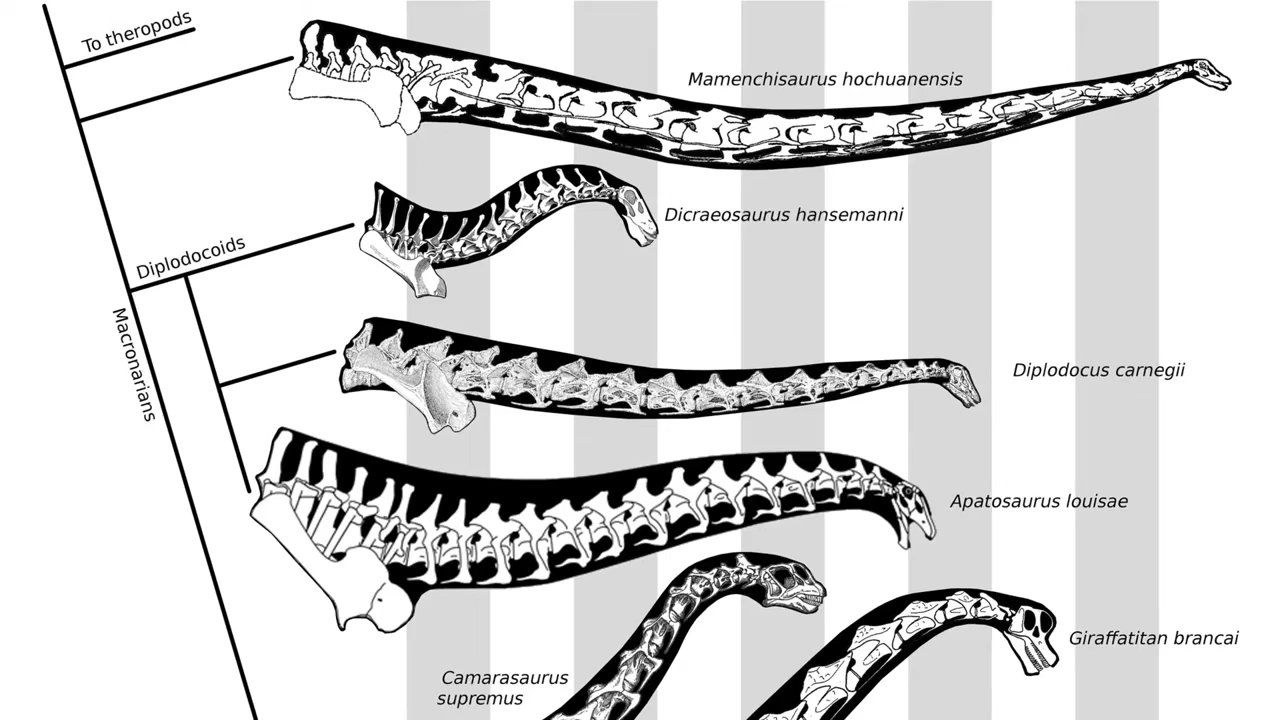 To theropods
Mamenchisaurus hochuanensis
Dicraeosaurus hansemanni
Diplodocoids
Macronarians
Diplodocus carnegii
Apatosaurus louisae
Giraffatitan brancai
Camarasaurus
supremus